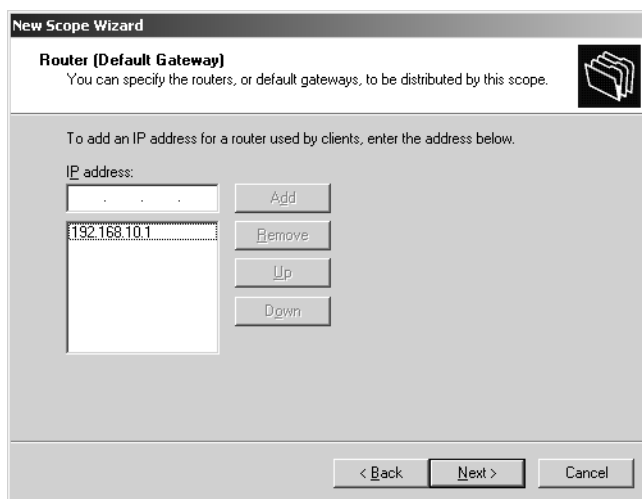 New Scope Wizard
Router (Default Gateway)
You can specify the routers, or default gateways, to be distributed by this scope.
To add an IP address for a router used by clients, enter the address below.
IP address:
. . .
Add
192.168.10.1
Remove
Up
Down
< Back
Next >
Cancel